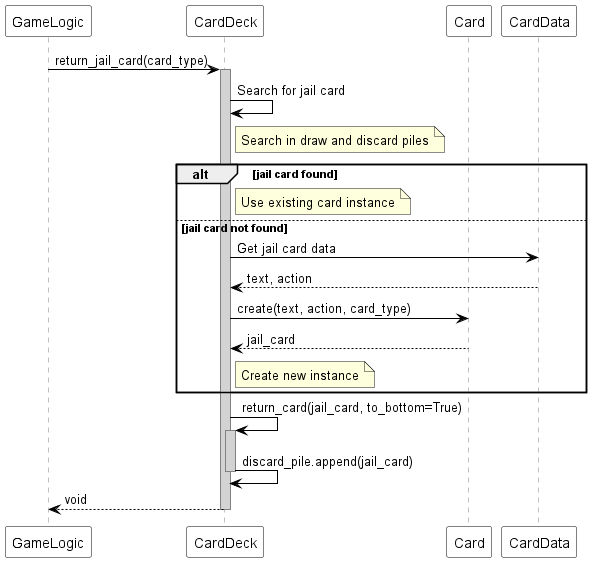 GameLogic CardDeck Card CardData
return_jail_card(card_type)
Search for jail card
Search in draw and discard piles
alt [jail card found]
Use existing card instance
[jail card not found]
Get jail card data
text, action
create(text, action, card_type)
jail_card
Create new instance
return_card(jail_card, to_bottom=True)
discard_pile.append(jail_card)
void
GameLogic CardDeck Card CardData